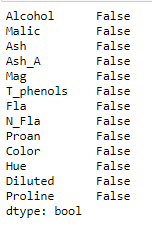 Alcohol False
Malic False
Ash False
Ash_A False
Mag False
T_phenols False
Fla False
N_Fla False
Proan False
Color False
Hue False
Diluted False
Proline False
dtype: bool